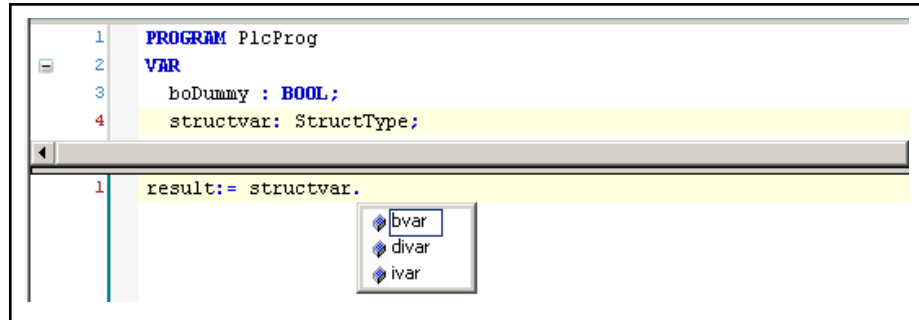 1 PROGRAM PlcProg
2 VAR
3 boDummy : BOOL;
4 structvar: StructType;
1 result:= structvar.
bvar
divar
ivar